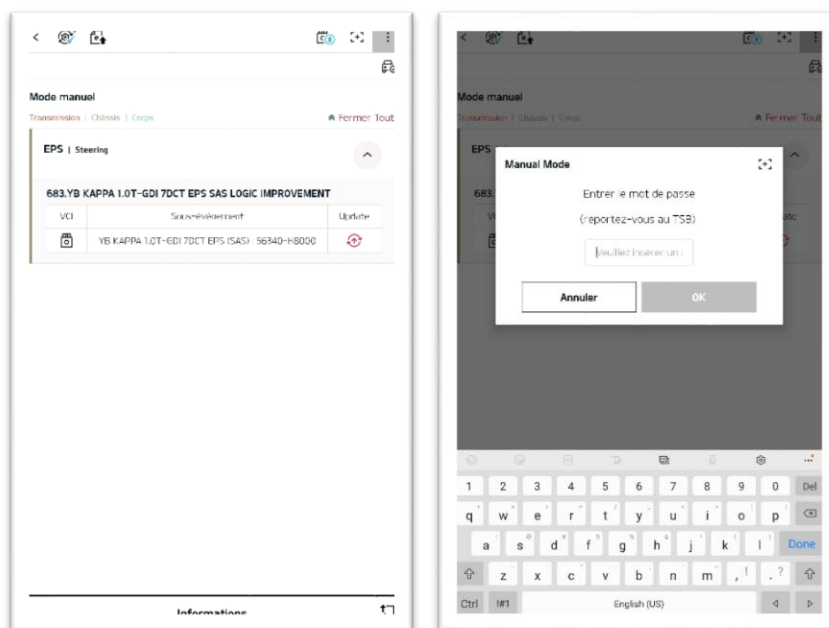 Mode manuel
Transmission | Châssis | Corps
Fermer Tout
EPS | Steering
683.YB KAPPA 1.0T-GDI 7DCT EPS SAS LOGIC IMPROVEMENT
VCI Sous-événement Update
YB KAPPA 1.0T-GDI 7DCT EPS (SAS) : 56340-H8000
Informations
Mode manuel
Transmission | Châssis | Corps
Fermer Tout
EPS
683.
Manual Mode
Entrer le mot de passe
(reportez-vous au TSB)
Veuillez insérer un
Annuler OK
1 2 3 4 5 6 7 8 9 0 Del
q w e r t y u i o p
a s d f g h j k l Done
z x c v b n m , ! . ?
Ctrl !#1 English (US)